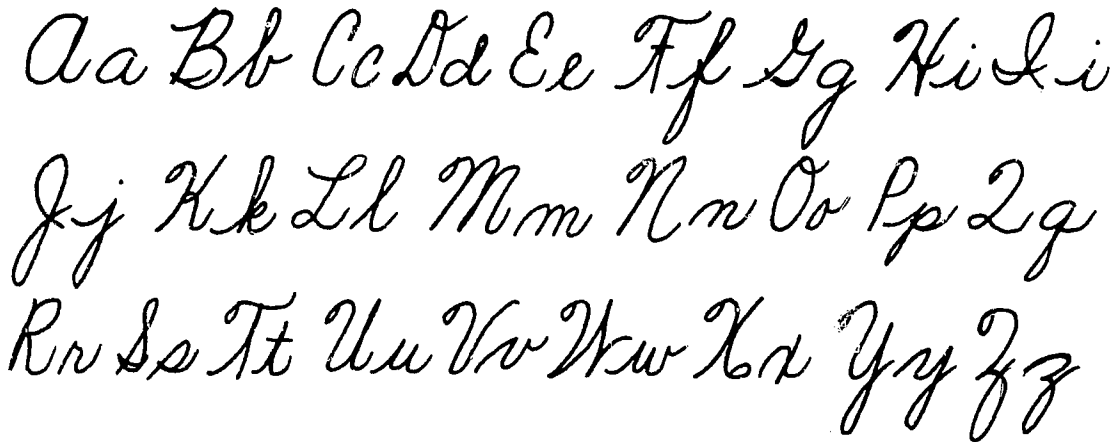 Aa Bb Cc Dd Ee Ff Gg Hi Ii
Jj Kk Ll Mm Nn Oo Pp Qq
Rr Ss Tt Uu Vv Ww Xx Yy Zz